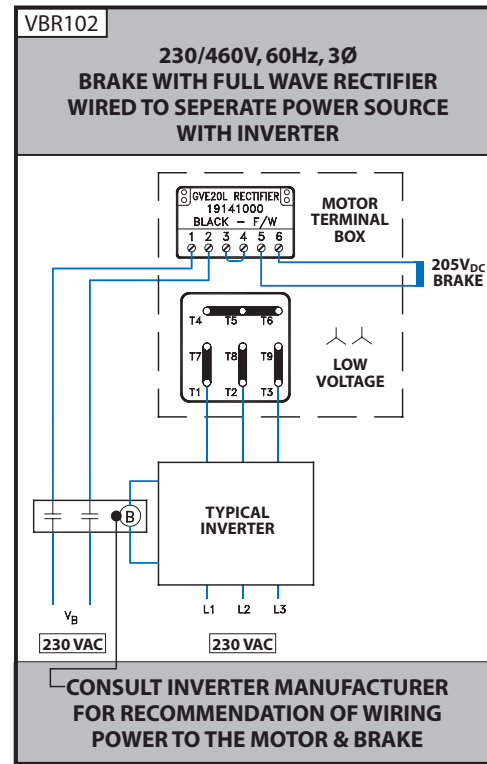 VBR102
230/460V, 60Hz, 3Ø
BRAKE WITH FULL WAVE RECTIFIER
WIRED TO SEPERATE POWER SOURCE
WITH INVERTER
GVE20L RECTIFIER
19141000
BLACK - F/W
1 2 3 4 5 6
MOTOR
TERMINAL
BOX
205VDC
BRAKE
T4 T5 T6
T7 T8 T9
T1 T2 T3
LOW
VOLTAGE
B
TYPICAL
INVERTER
L1 L2 L3
VB
230 VAC
230 VAC
CONSULT INVERTER MANUFACTURER
FOR RECOMMENDATION OF WIRING
POWER TO THE MOTOR & BRAKE